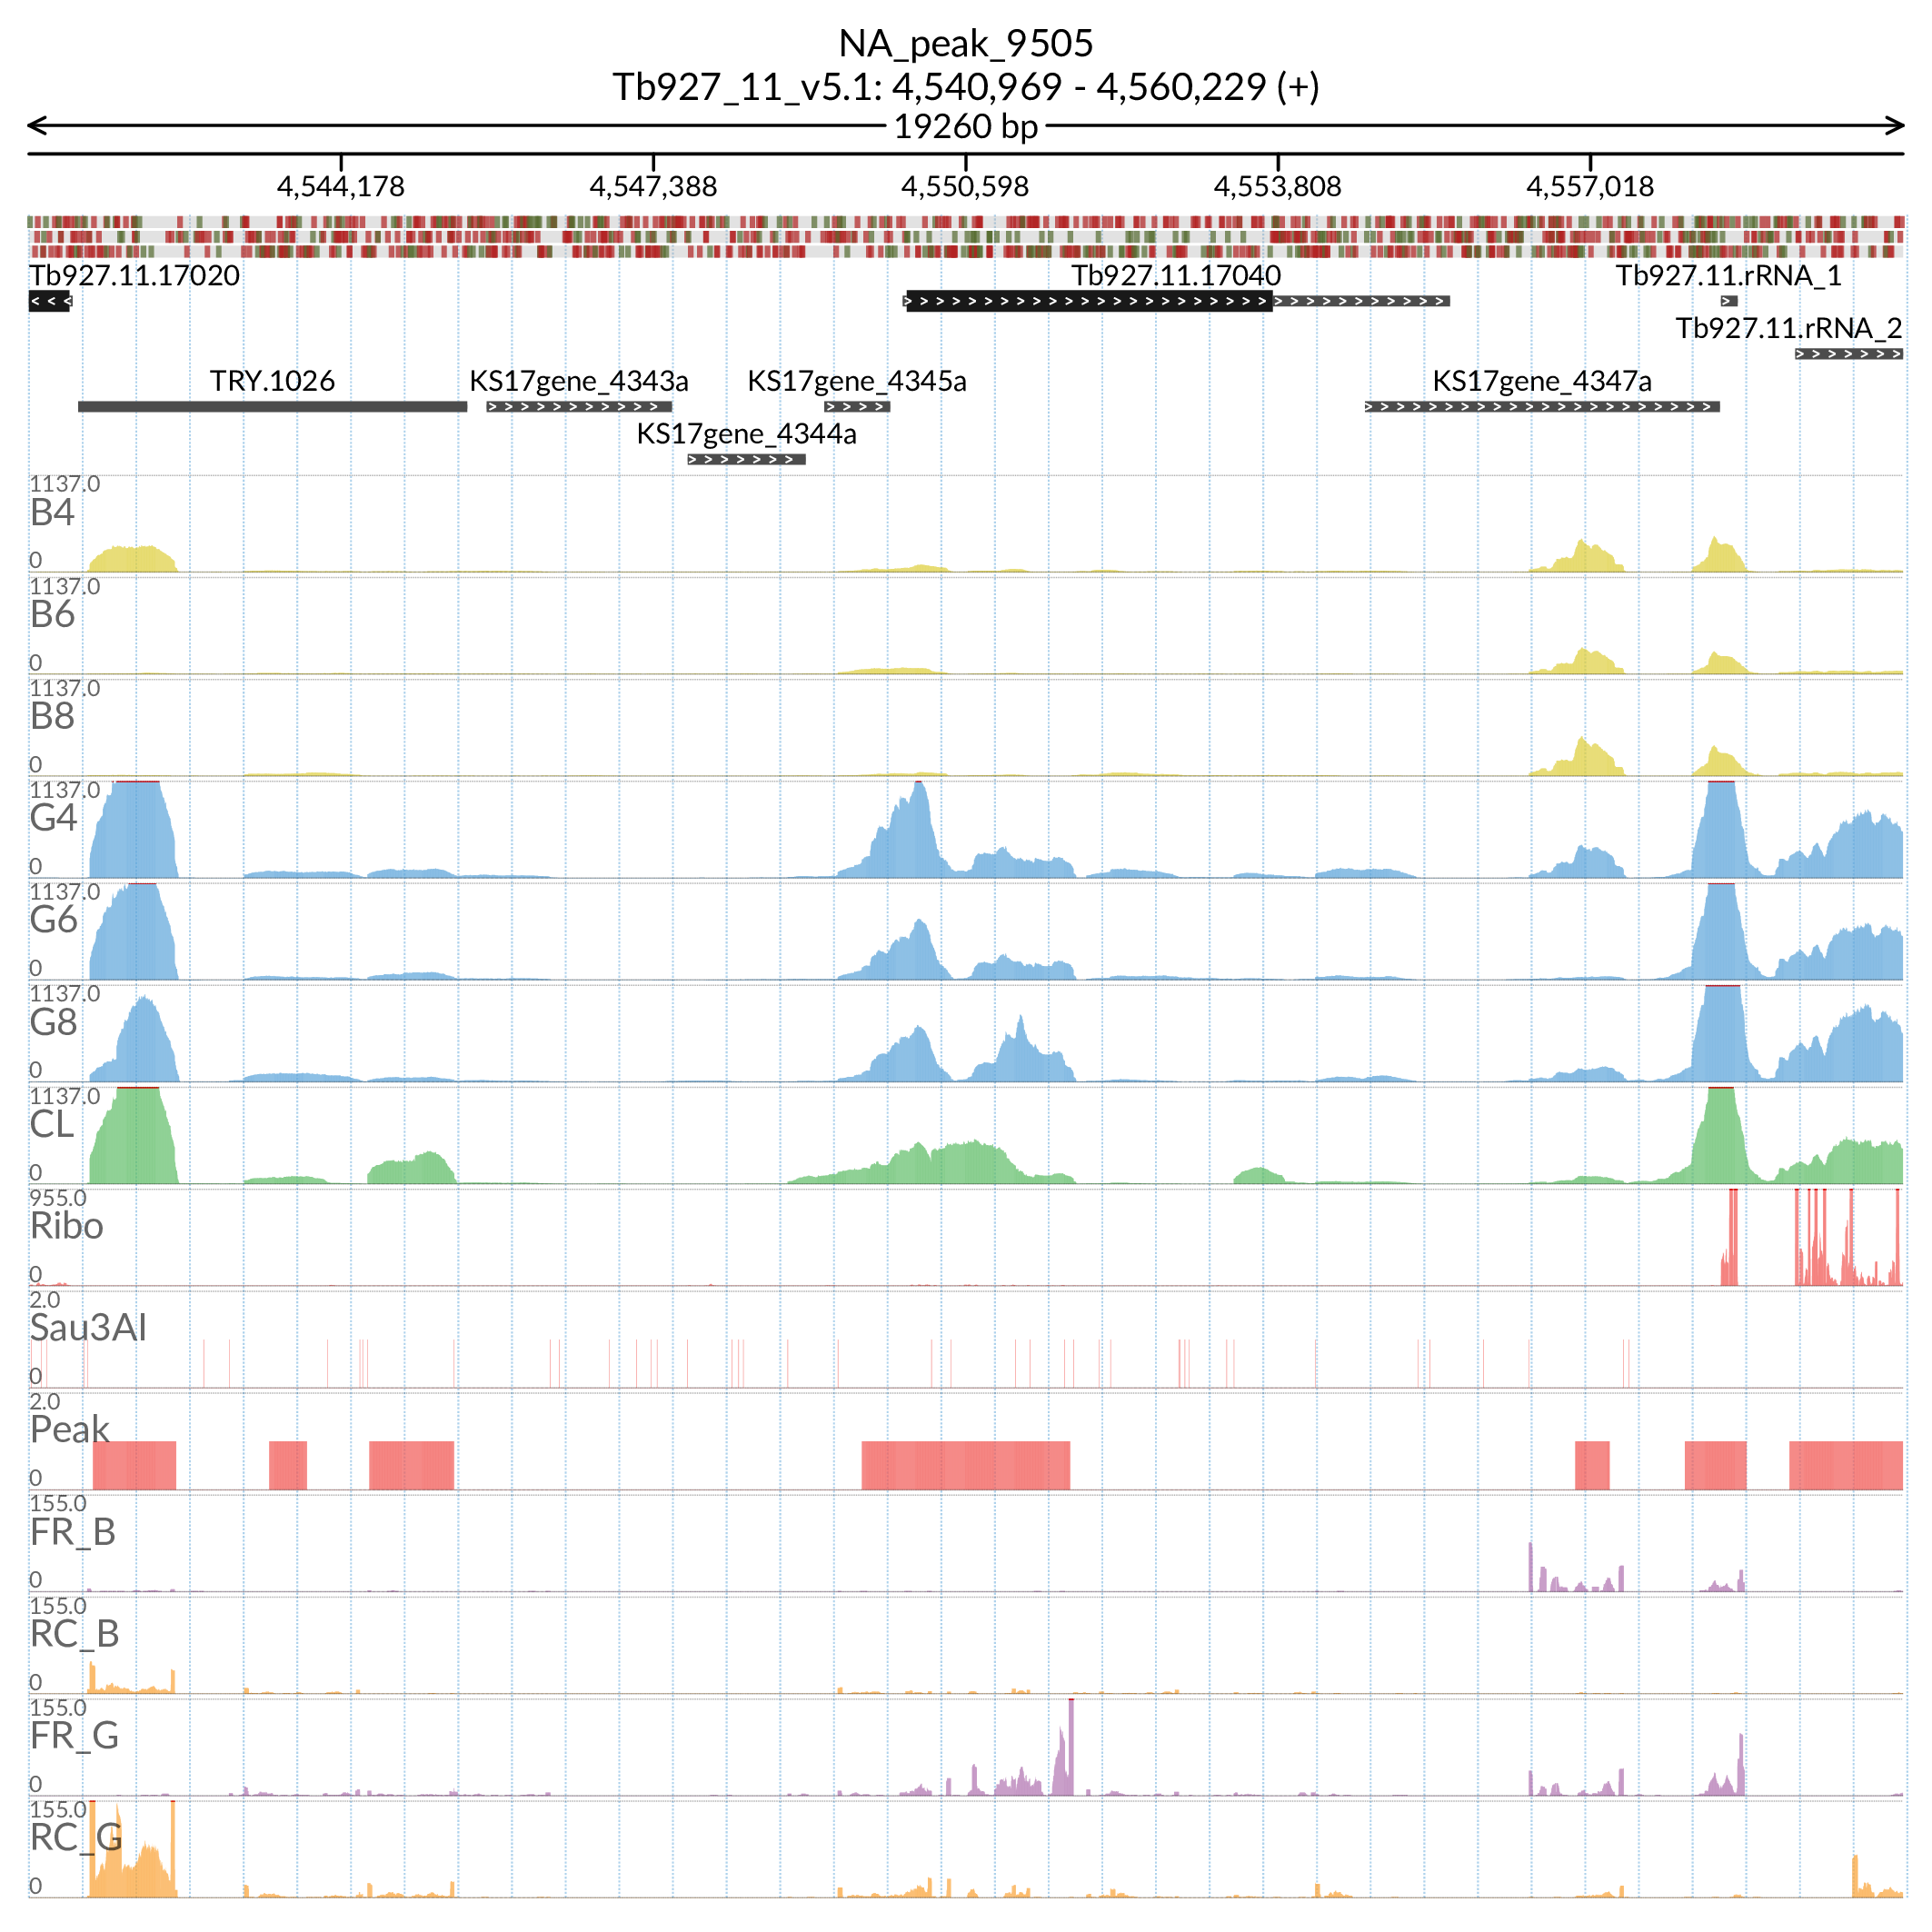 NA_peak_9505
Tb927_11_v5.1: 4,540,969 - 4,560,229 (+)
19260 bp
4,544,178 4,547,388 4,550,598 4,553,808 4,557,018
Tb927.11.17020 Tb927.11.17040 Tb927.11.rRNA_1
Tb927.11.rRNA_2
TRY.1026 KS17gene_4343a KS17gene_4345a KS17gene_4347a
KS17gene_4344a
1137.0
B4
0
1137.0
B6
0
1137.0
B8
0
1137.0
G4
0
1137.0
G6
0
1137.0
G8
0
1137.0
CL
0
955.0
Ribo
0
2.0
Sau3AI
0
2.0
Peak
0
155.0
FR_B
0
155.0
RC_B
0
155.0
FR_G
0
155.0
RC_G
0